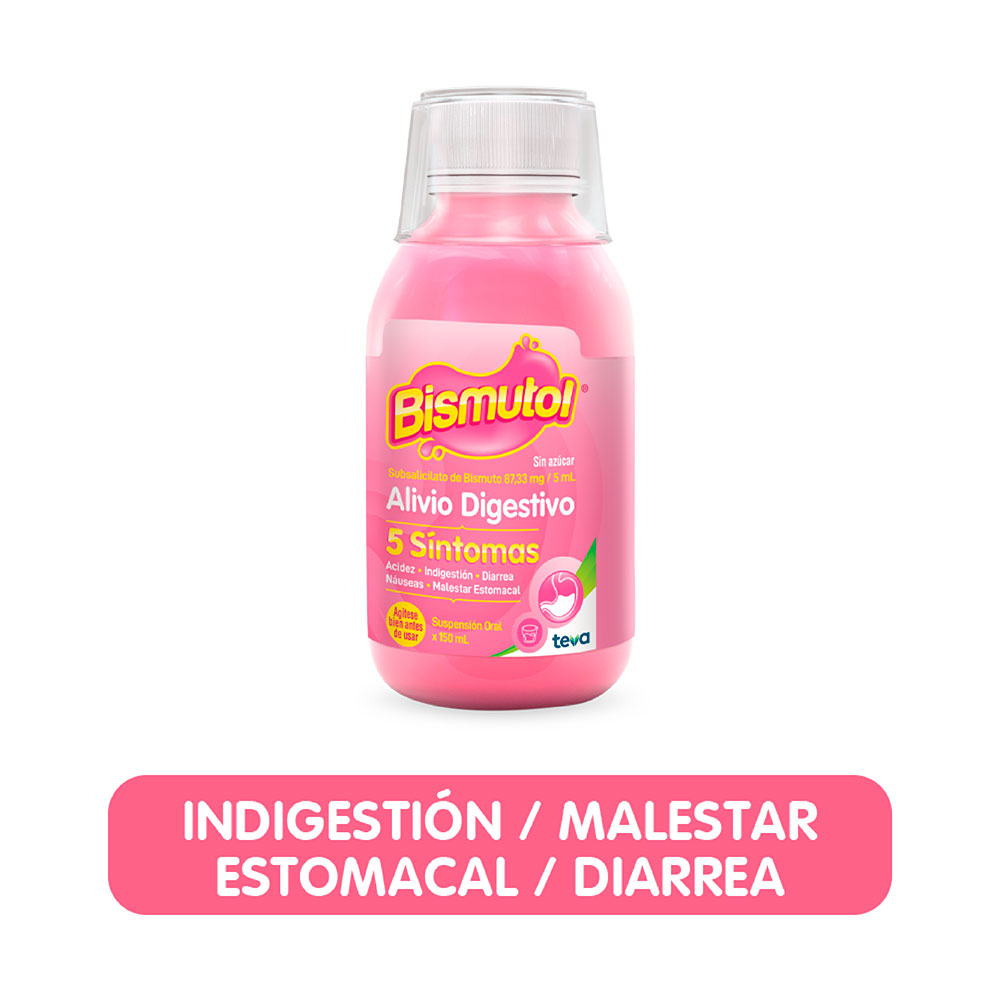 Bismutol®
Sin azúcar
Subsalicilato de Bismuto 87,33 mg / 5 mL
Alivio Digestivo
5 Síntomas
Acidez • Indigestión • Diarrea
Náuseas • Malestar Estomacal
Agítese
bien antes
de usar
Suspensión Oral
x 150 mL
teva
INDIGESTIÓN / MALESTAR
ESTOMACAL / DIARREA